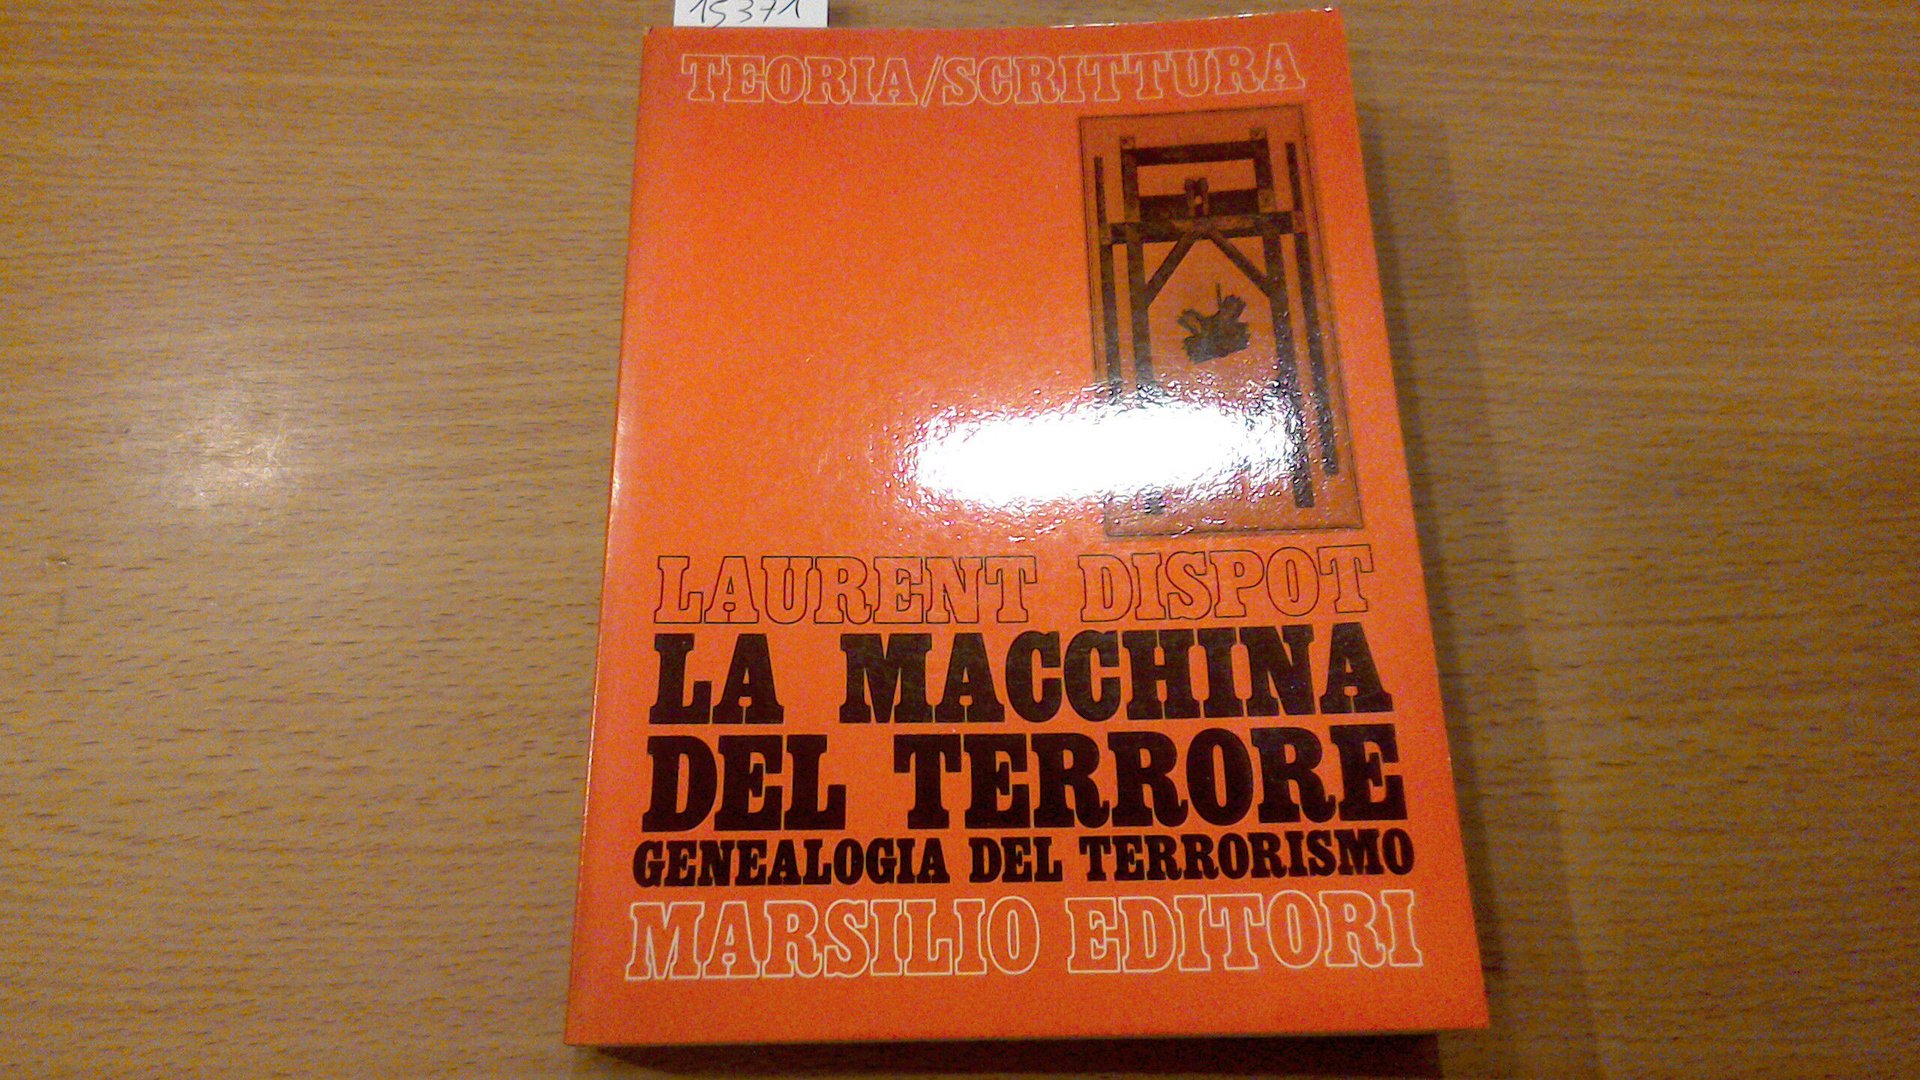 15371
TEORIA/SCRITTURA
LAURENT DISPOT
LA MACCHINA
DEL TERRORE
GENEALOGIA DEL TERRORISMO
MARSILIO EDITORI